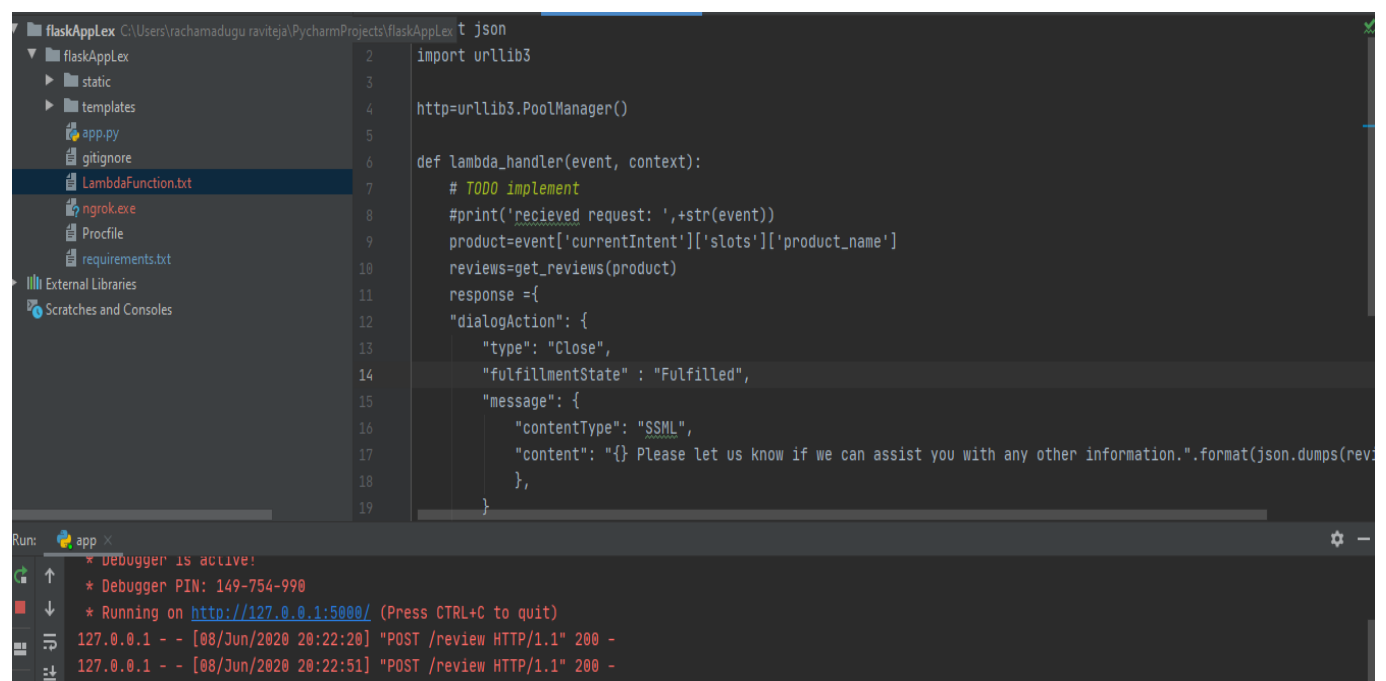 flaskAppLex C:\Users\rachamadugu raviteja\PycharmProjects\flaskAppLex
flaskAppLex
static
templates
app.py
gitignore
LambdaFunction.txt
ngrok.exe
Procfile
requirements.txt
External Libraries
Scratches and Consoles
t json
2 import urllib3
3
4 http=urllib3.PoolManager()
5
6 def lambda_handler(event, context):
7 # TODO implement
8 #print('recieved request: ',+str(event))
9 product=event['currentIntent']['slots']['product_name']
10 reviews=get_reviews(product)
11 response ={
12 "dialogAction": {
13 "type": "Close",
14 "fulfillmentState" : "Fulfilled",
15 "message": {
16 "contentType": "SSML",
17 "content": "{} Please let us know if we can assist you with any other information.".format(json.dumps(revi
18 },
19 }
Run: app
* Debugger is active!
* Debugger PIN: 149-754-990
* Running on http://127.0.0.1:5000/ (Press CTRL+C to quit)
127.0.0.1 - - [08/Jun/2020 20:22:20] "POST /review HTTP/1.1" 200 -
127.0.0.1 - - [08/Jun/2020 20:22:51] "POST /review HTTP/1.1" 200 -